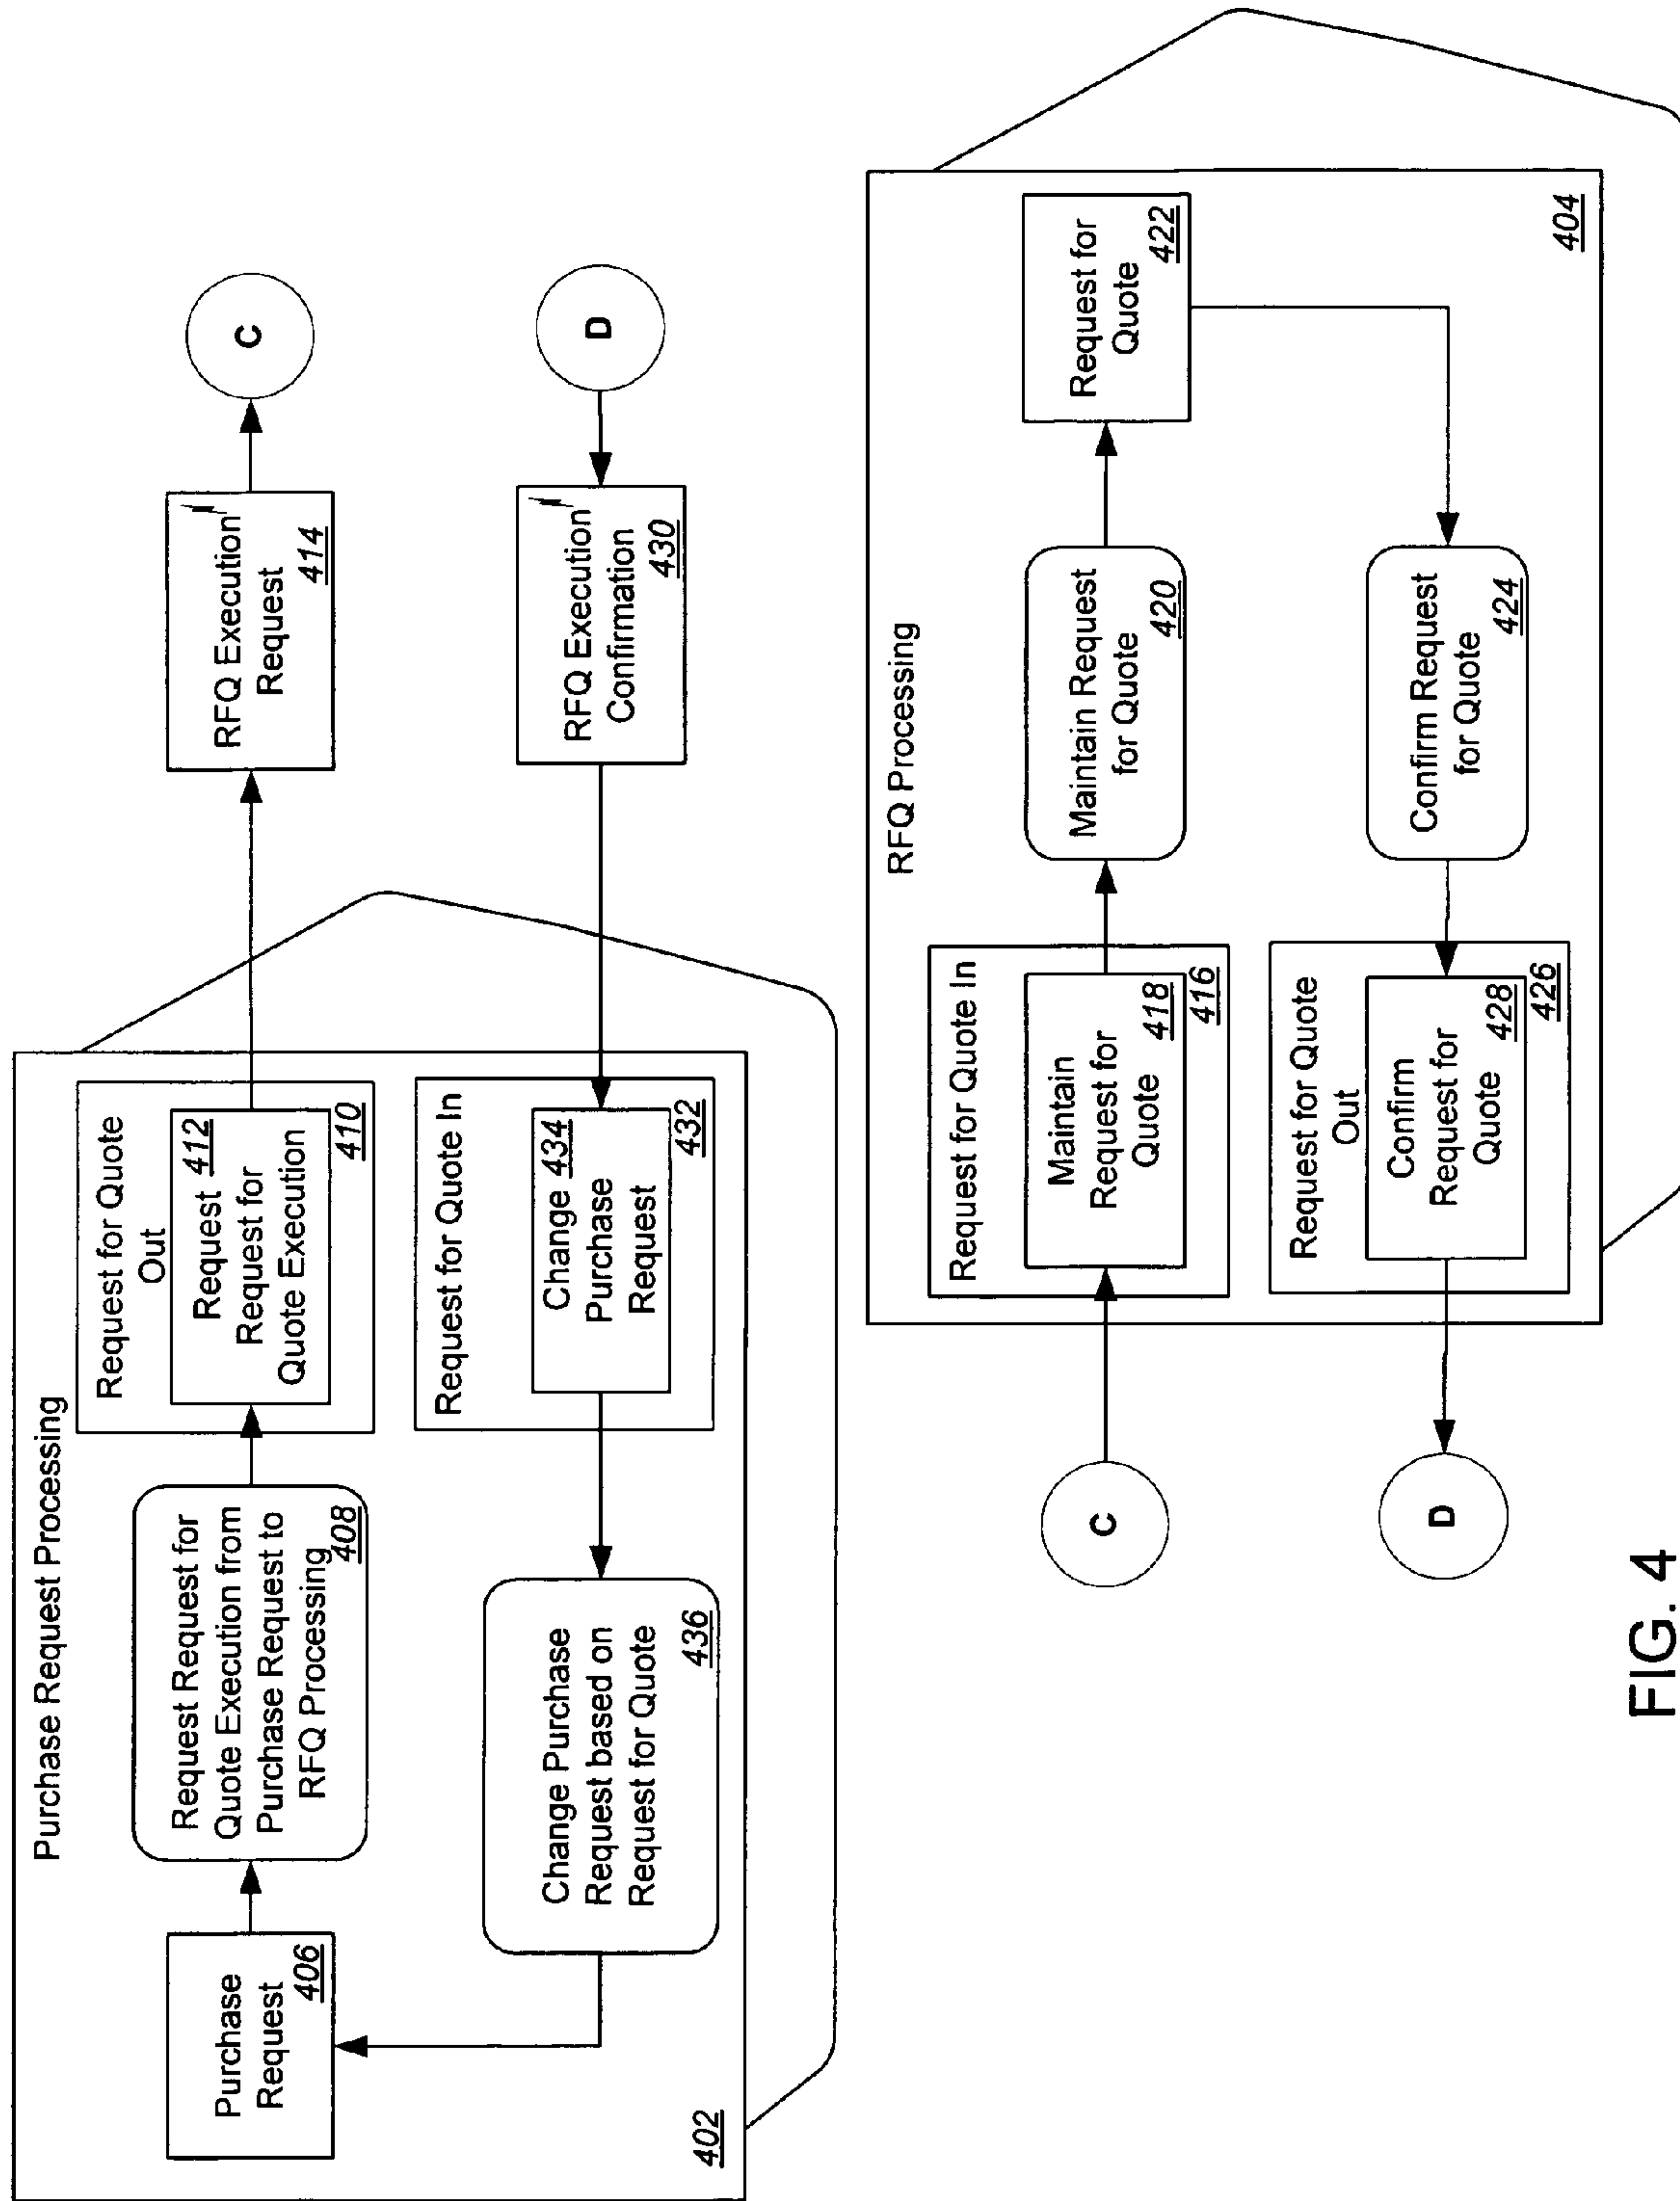 Purchase Request Processing
Purchase
Request
406
Request Request for
Quote Execution from
Purchase Request to
RFQ Processing
408
Request for Quote
Out
Request 412
Request for
Quote Execution
410
RFQ Execution
Request
414
C
Request for Quote In
Change 434
Purchase
Request
432
RFQ Execution
Confirmation
430
D
Change Purchase
Request based on
Request for Quote
436
402
RFQ Processing
C
Request for Quote In
Maintain
Request for
Quote 418
416
Maintain Request
for Quote
420
Request for
Quote
422
D
Request for Quote
Out
Confirm
Request for
Quote 428
426
Confirm Request
for Quote
424
404
FIG. 4